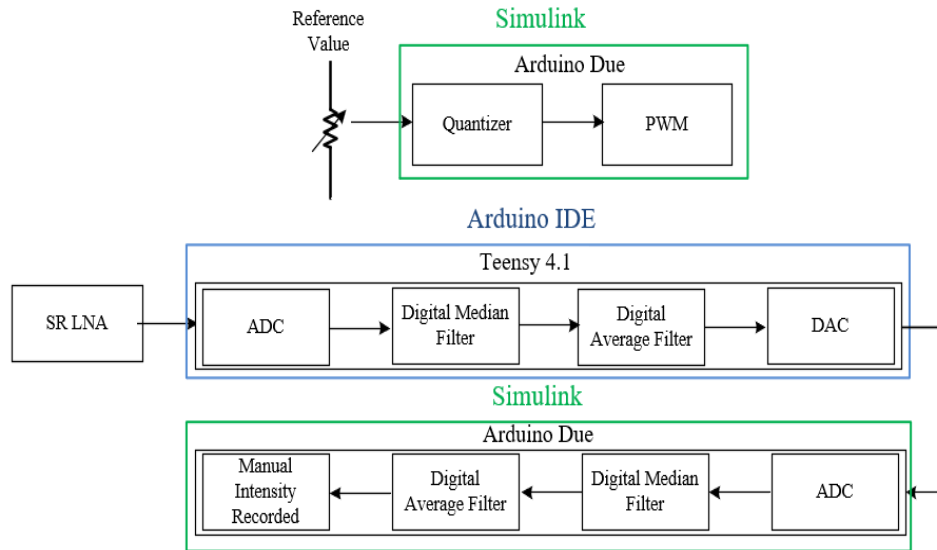 Simulink
Reference
Value
Arduino Due
Quantizer
PWM
Arduino IDE
Teensy 4.1
SR LNA
ADC
Digital Median
Filter
Digital
Average Filter
DAC
Simulink
Arduino Due
Manual
Intensity
Recorded
Digital
Average Filter
Digital Median
Filter
ADC